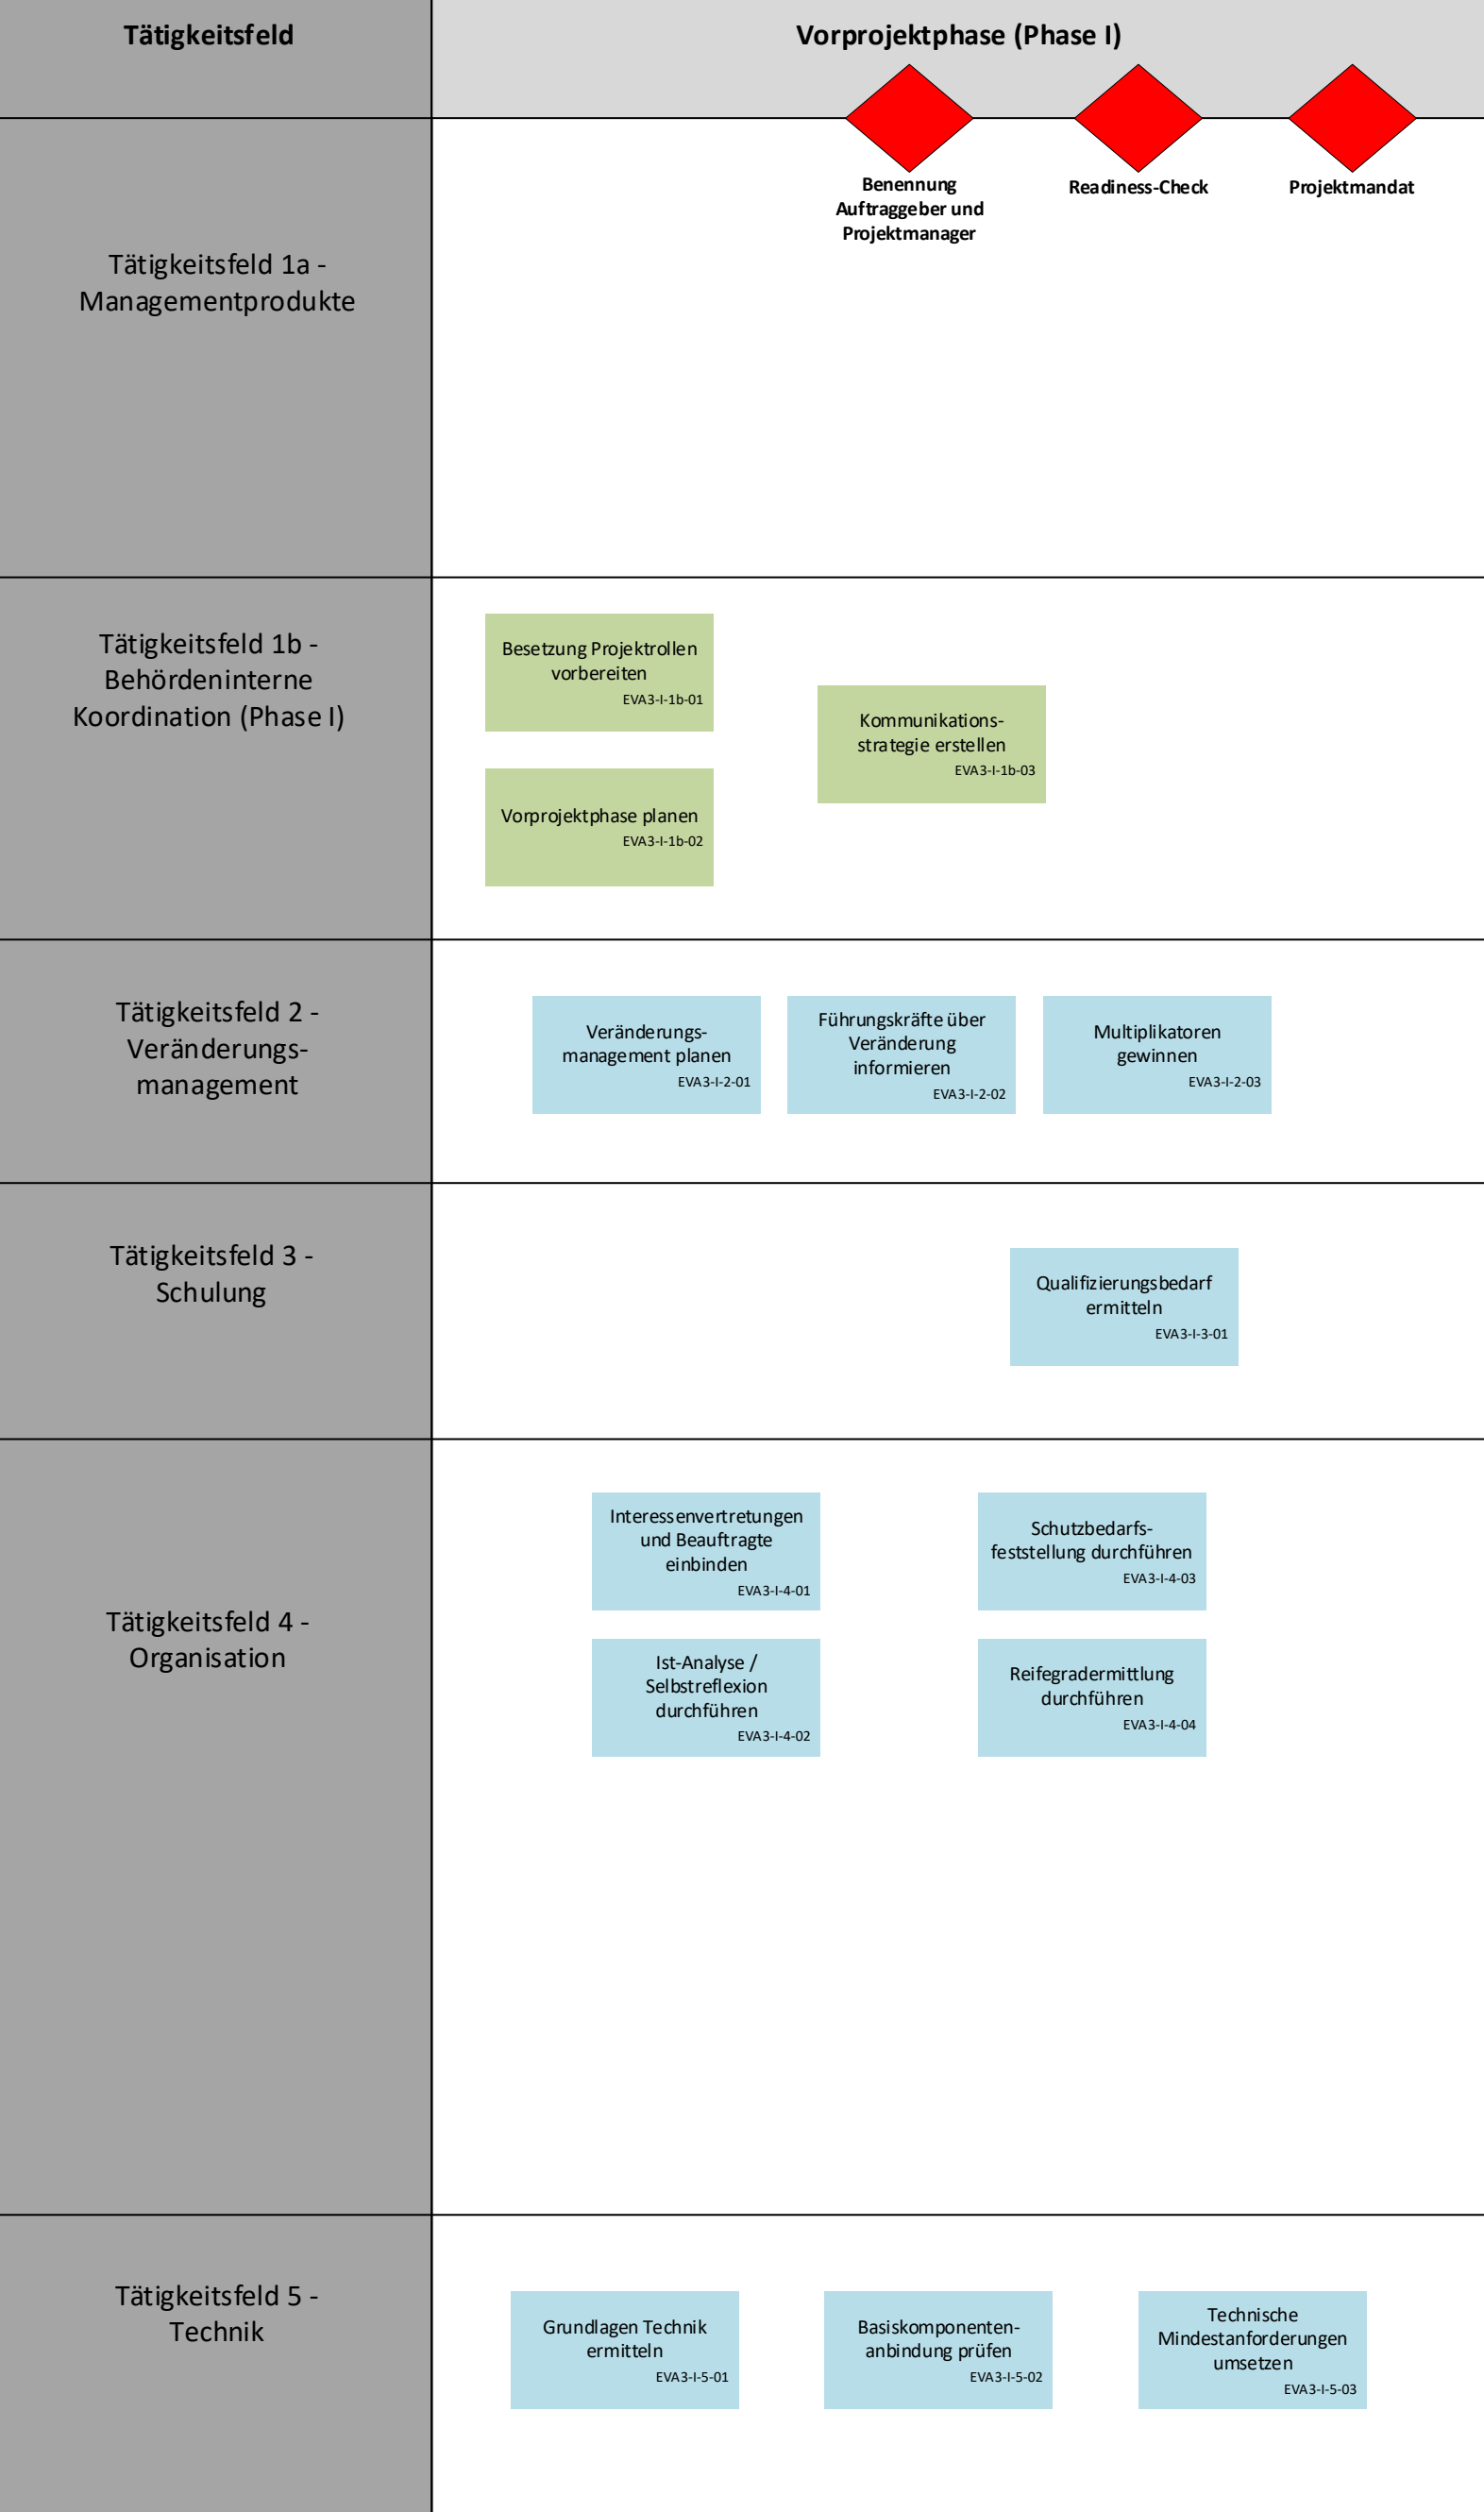 Tätigkeitsfeld
Vorprojektphase (Phase I)
Benennung
Auftraggeber und
Projektmanager
Readiness-Check
Projektmandat
Tätigkeitsfeld 1a -
Managementprodukte
Tätigkeitsfeld 1b -
Behördeninterne
Koordination (Phase I)
Besetzung Projektrollen
vorbereiten
EVA3-I-1b-01
Kommunikations-
strategie erstellen
EVA3-I-1b-03
Vorprojektphase planen
EVA3-I-1b-02
Tätigkeitsfeld 2 -
Veränderungs-
management
Veränderungs-
management planen
EVA3-I-2-01
Führungskräfte über
Veränderung
informieren
EVA3-I-2-02
Multiplikatoren
gewinnen
EVA3-I-2-03
Tätigkeitsfeld 3 -
Schulung
Qualifizierungsbedarf
ermitteln
EVA3-I-3-01
Tätigkeitsfeld 4 -
Organisation
Interessenvertretungen
und Beauftragte
einbinden
EVA3-I-4-01
Schutzbedarfs-
feststellung durchführen
EVA3-I-4-03
Ist-Analyse /
Selbstreflexion
durchführen
EVA3-I-4-02
Reifegradermittlung
durchführen
EVA3-I-4-04
Tätigkeitsfeld 5 -
Technik
Grundlagen Technik
ermitteln
EVA3-I-5-01
Basiskomponenten-
anbindung prüfen
EVA3-I-5-02
Technische
Mindestanforderungen
umsetzen
EVA3-I-5-03